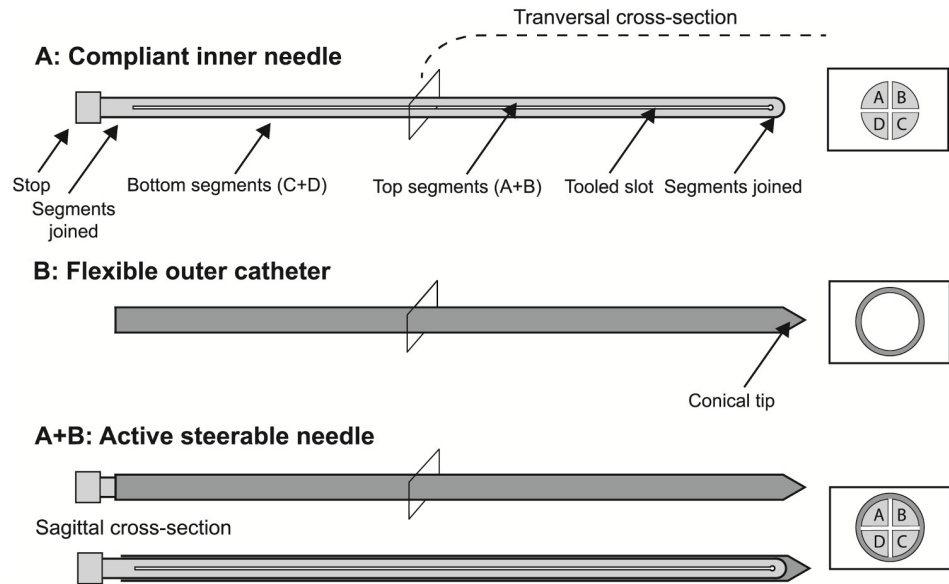 Tranversal cross-section
A: Compliant inner needle
A B
D C
Stop
Segments
joined
Bottom segments (C+D)
Top segments (A+B)
Tooled slot
Segments joined
B: Flexible outer catheter
Conical tip
A+B: Active steerable needle
Sagittal cross-section
A B
D C